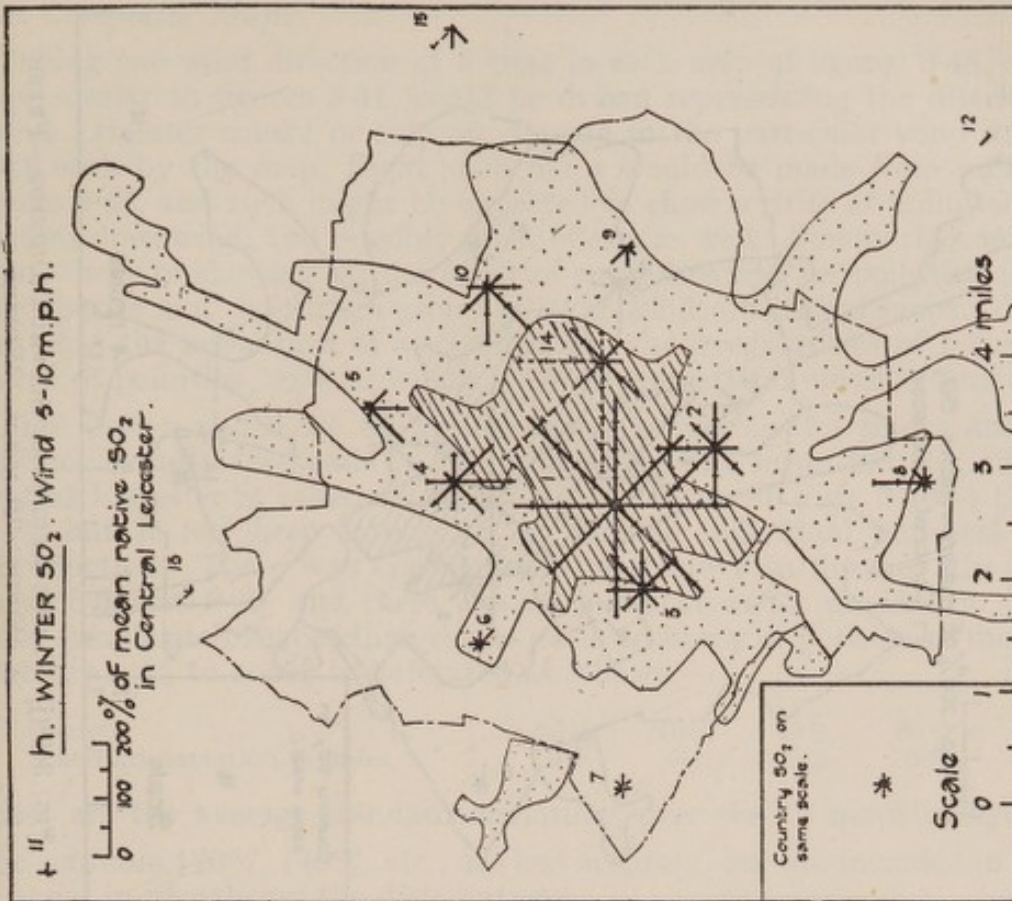 + 11
h. WINTER SO₂. Wind 5-10 m.p.h.
0 100 200% of mean native SO₂
in Central Leicester.
15
10
9
12
5
14
4
1
2
6
3
8
7
Country SO₂ on
same scale.
Scale
0 1 2 3 4 miles